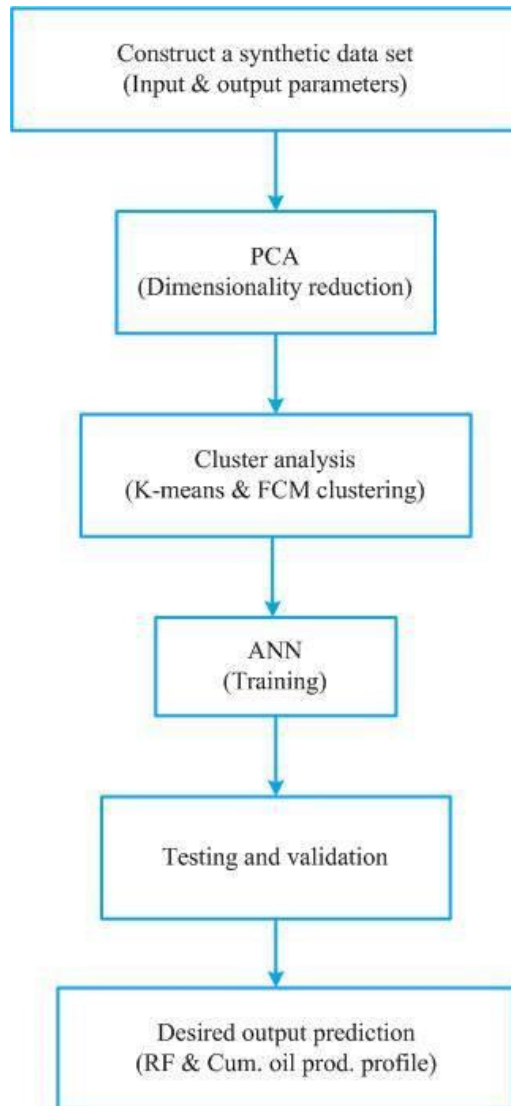 Construct a synthetic data set
(Input & output parameters)
PCA
(Dimensionality reduction)
Cluster analysis
(K-means & FCM clustering)
ANN
(Training)
Testing and validation
Desired output prediction
(RF & Cum. oil prod. profile)